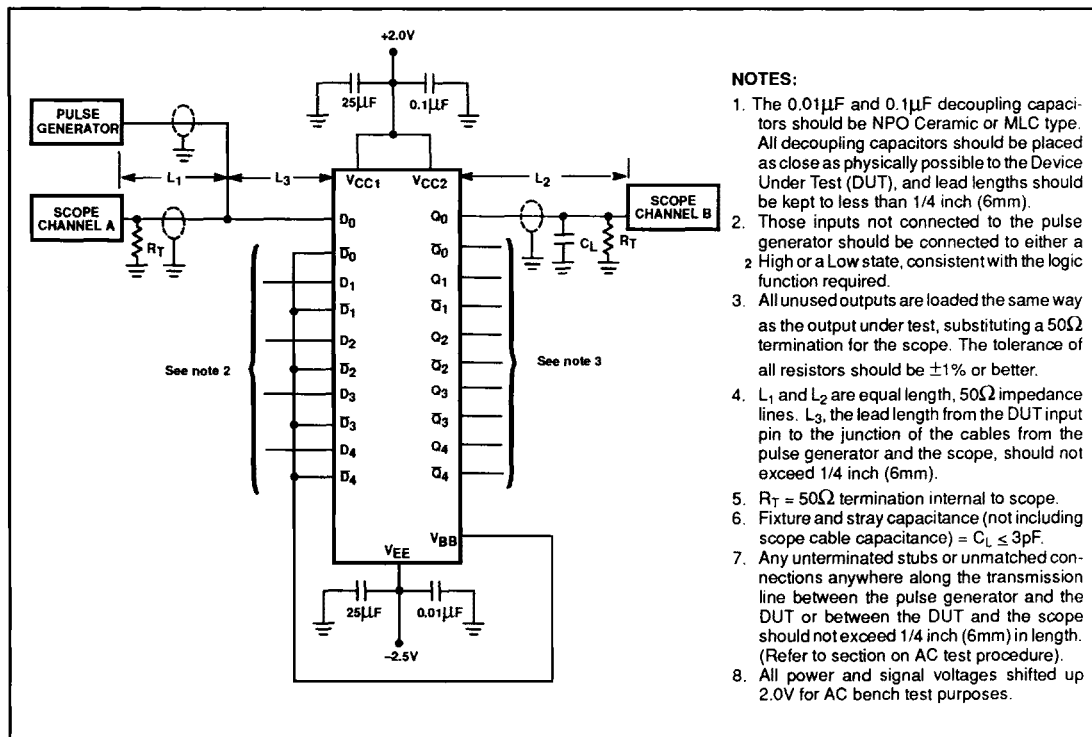 +2.0V
25μF
0.1μF
PULSE
GENERATOR
L₁
L₃
VCC1
VCC2
L₂
SCOPE
CHANNEL A
SCOPE
CHANNEL B
RT
CL
RT
D₀
D̅₀
D₁
D̅₁
D₂
D̅₂
D₃
D̅₃
D₄
D̅₄
Q₀
Q̅₀
Q₁
Q̅₁
Q₂
Q̅₂
Q₃
Q̅₃
Q₄
Q̅₄
See note 2
See note 3
VBB
VEE
25μF
0.01μF
–2.5V
NOTES:
1. The 0.01μF and 0.1μF decoupling capaci-
tors should be NPO Ceramic or MLC type.
All decoupling capacitors should be placed
as close as physically possible to the Device
Under Test (DUT), and lead lengths should
be kept to less than 1/4 inch (6mm).
2. Those inputs not connected to the pulse
generator should be connected to either a
2 High or a Low state, consistent with the logic
function required.
3. All unused outputs are loaded the same way
as the output under test, substituting a 50Ω
termination for the scope. The tolerance of
all resistors should be ±1% or better.
4. L₁ and L₂ are equal length, 50Ω impedance
lines. L₃, the lead length from the DUT input
pin to the junction of the cables from the
pulse generator and the scope, should not
exceed 1/4 inch (6mm).
5. RT = 50Ω termination internal to scope.
6. Fixture and stray capacitance (not including
scope cable capacitance) = CL ≤ 3pF.
7. Any unterminated stubs or unmatched con-
nections anywhere along the transmission
line between the pulse generator and the
DUT or between the DUT and the scope
should not exceed 1/4 inch (6mm) in length.
(Refer to section on AC test procedure).
8. All power and signal voltages shifted up
2.0V for AC bench test purposes.